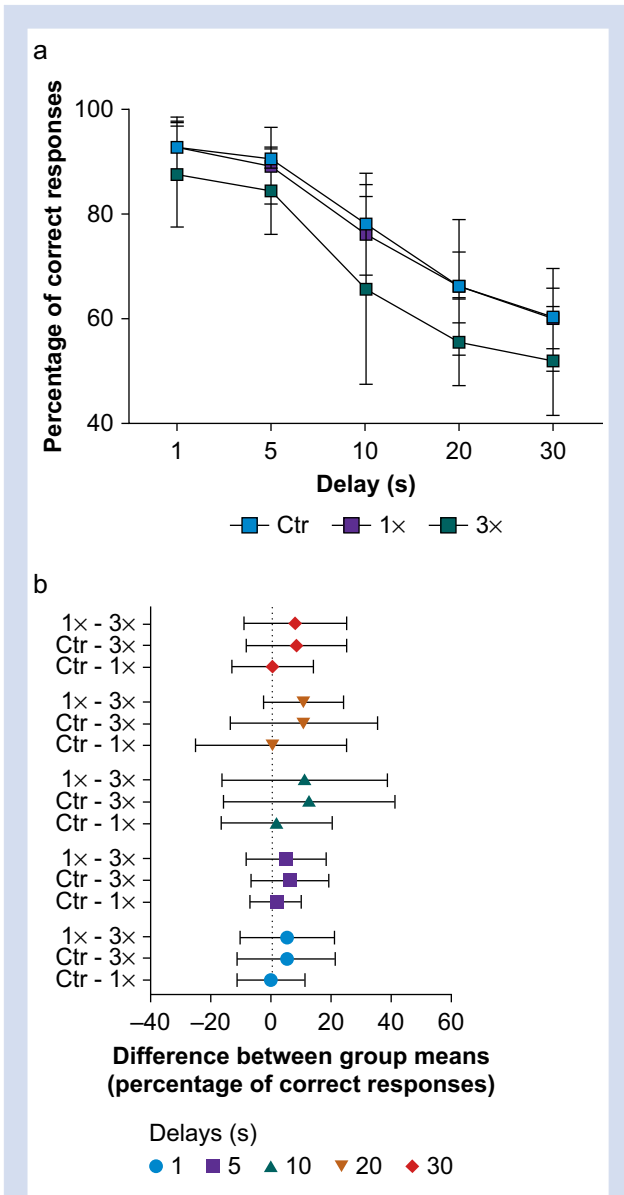 a
Percentage of correct responses
100
80
60
40
1 5 10 20 30
Delay (s)
Ctr 1× 3×
b
1× - 3×
Ctr - 3×
Ctr - 1×
1× - 3×
Ctr - 3×
Ctr - 1×
1× - 3×
Ctr - 3×
Ctr - 1×
1× - 3×
Ctr - 3×
Ctr - 1×
1× - 3×
Ctr - 3×
Ctr - 1×
–40 –20 0 20 40 60
Difference between group means
(percentage of correct responses)
Delays (s)
1 5 10 20 30